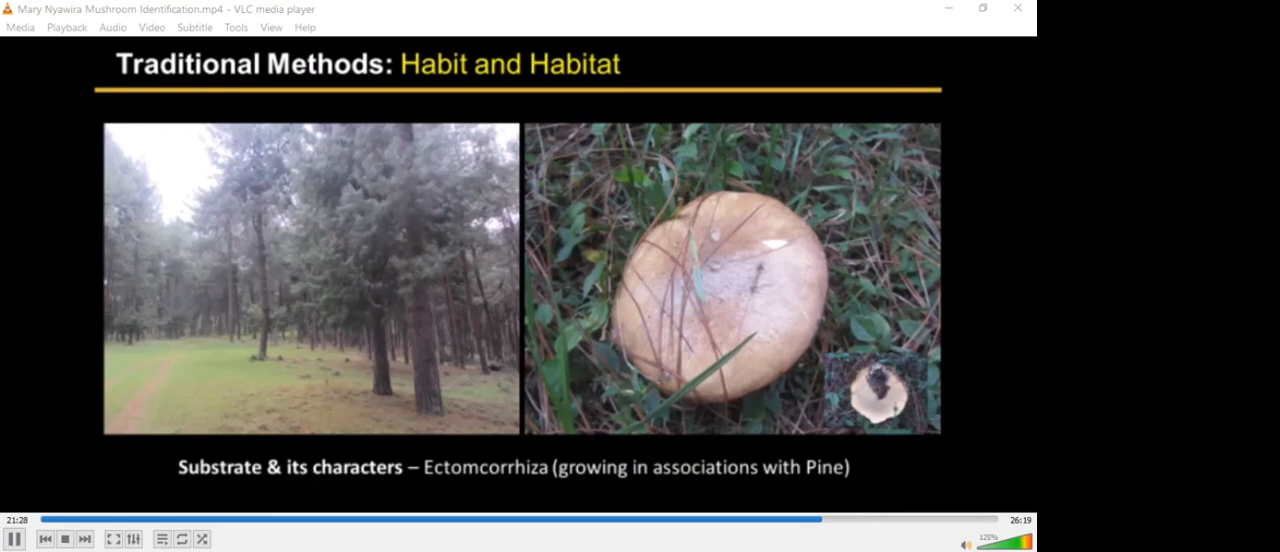 Mary Nyawira Mushroom Identification.mp4 - VLC media player
Media Playback Audio Video Subtitle Tools View Help
Traditional Methods: Habit and Habitat
Substrate & its characters – Ectomcorrhiza (growing in associations with Pine)
21:28 26:19
125%